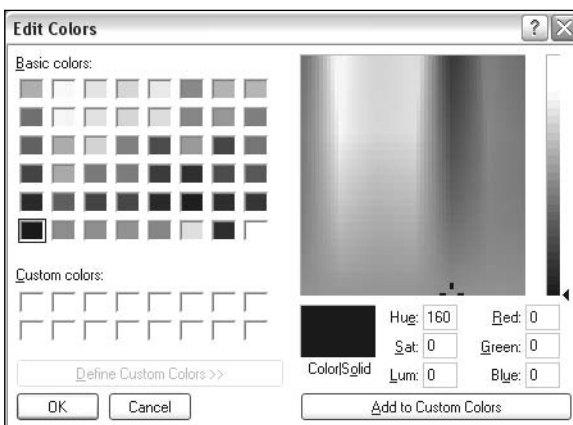 Edit Colors
Basic colors:
Custom colors:
Define Custom Colors >>
OK Cancel
Color|Solid
Hue: 160 Red: 0
Sat: 0 Green: 0
Lum: 0 Blue: 0
Add to Custom Colors